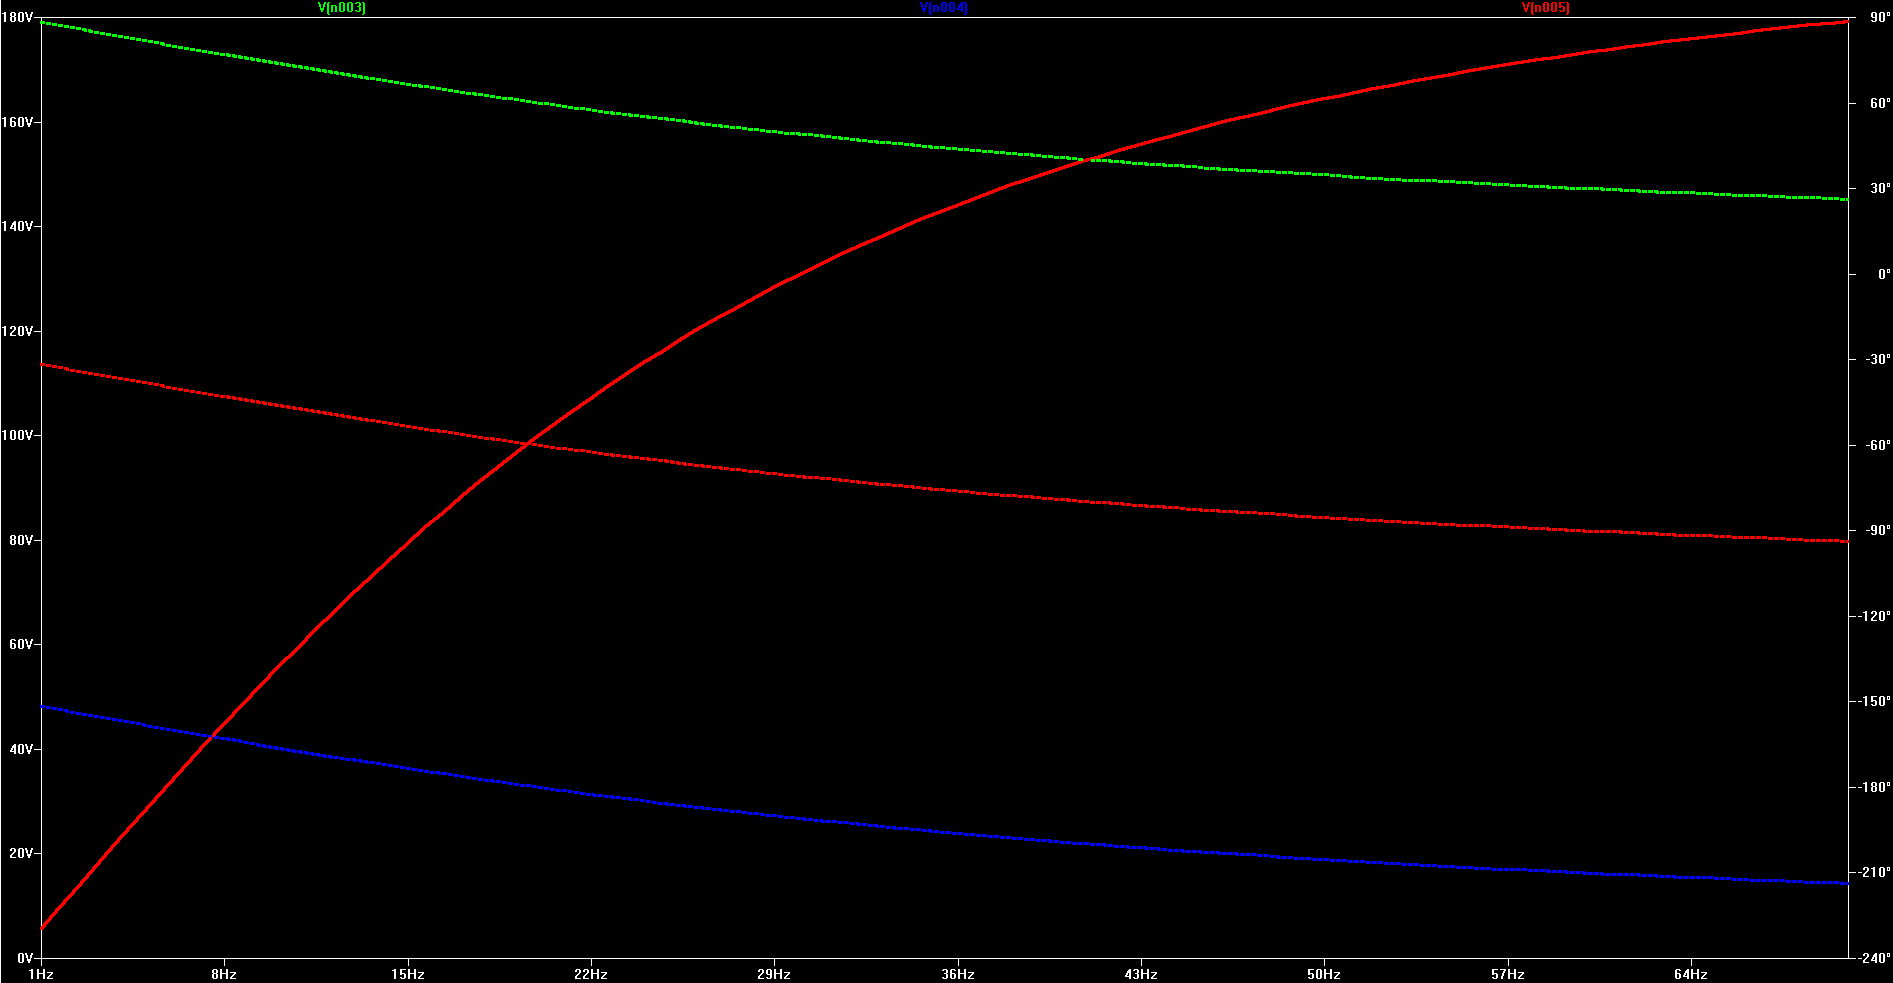 V(n003) V(n004) V(n005)
180V 90°
160V 60°
30°
140V
0°
120V
-30°
100V -60°
80V -90°
60V -120°
-150°
40V
-180°
20V -210°
0V -240°
1Hz 8Hz 15Hz 22Hz 29Hz 36Hz 43Hz 50Hz 57Hz 64Hz